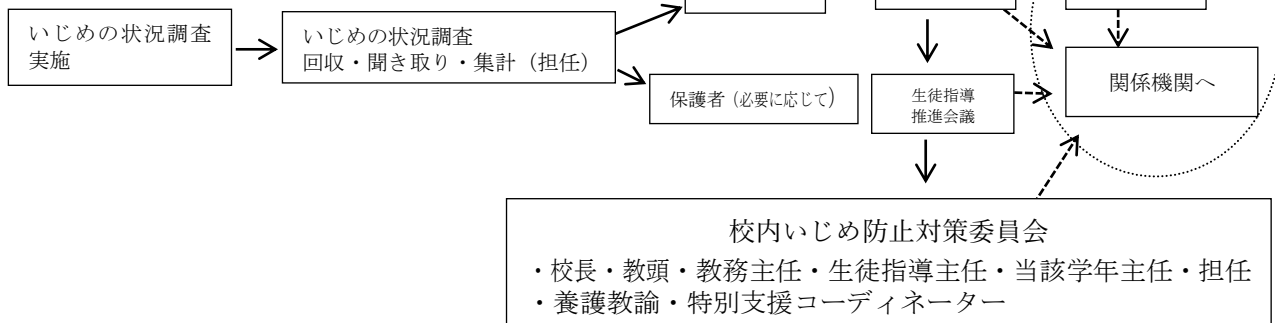 いじめの状況調査
実施
いじめの状況調査
回収・聞き取り・集計（担任）
保護者（必要に応じて）
生徒指導
推進会議
関係機関へ
校内いじめ防止対策委員会
・校長・教頭・教務主任・生徒指導主任・当該学年主任・担任
・養護教諭・特別支援コーディネーター